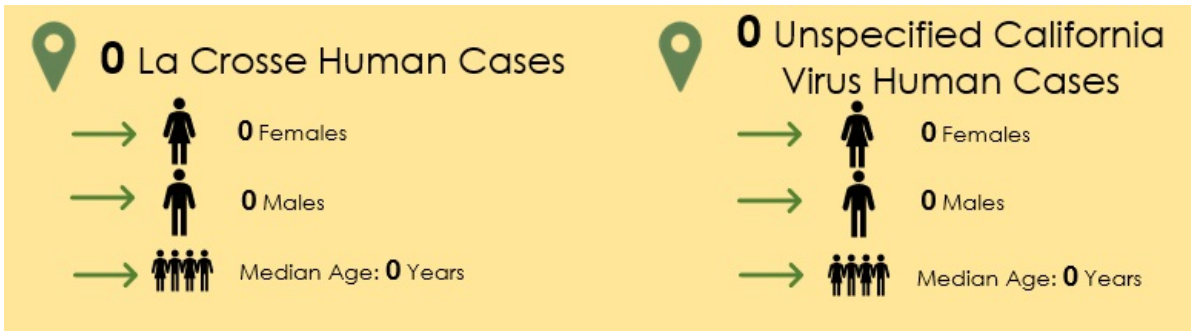 0 La Crosse Human Cases
0 Females
0 Males
Median Age: 0 Years
0 Unspecified California
Virus Human Cases
0 Females
0 Males
Median Age: 0 Years